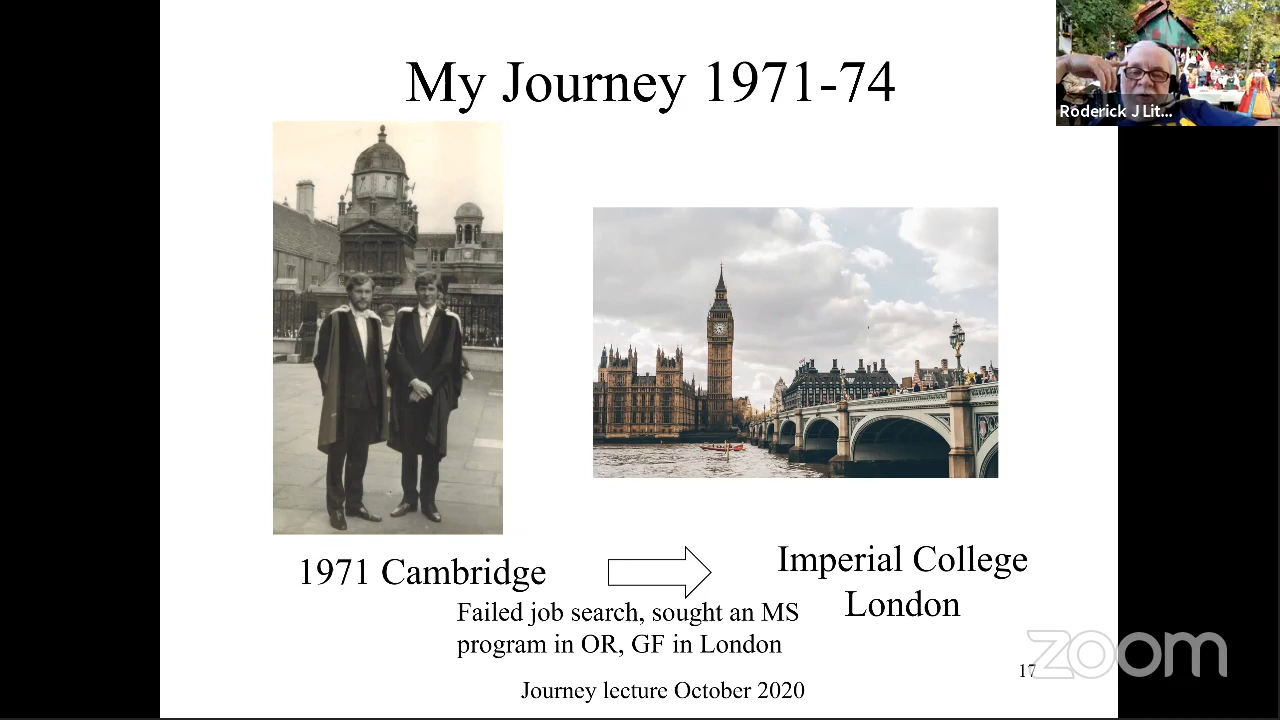 My Journey 1971-74
Roderick J Lit...
1971 Cambridge
Imperial College
London
Failed job search, sought an MS
program in OR, GF in London
17
zoom
Journey lecture October 2020